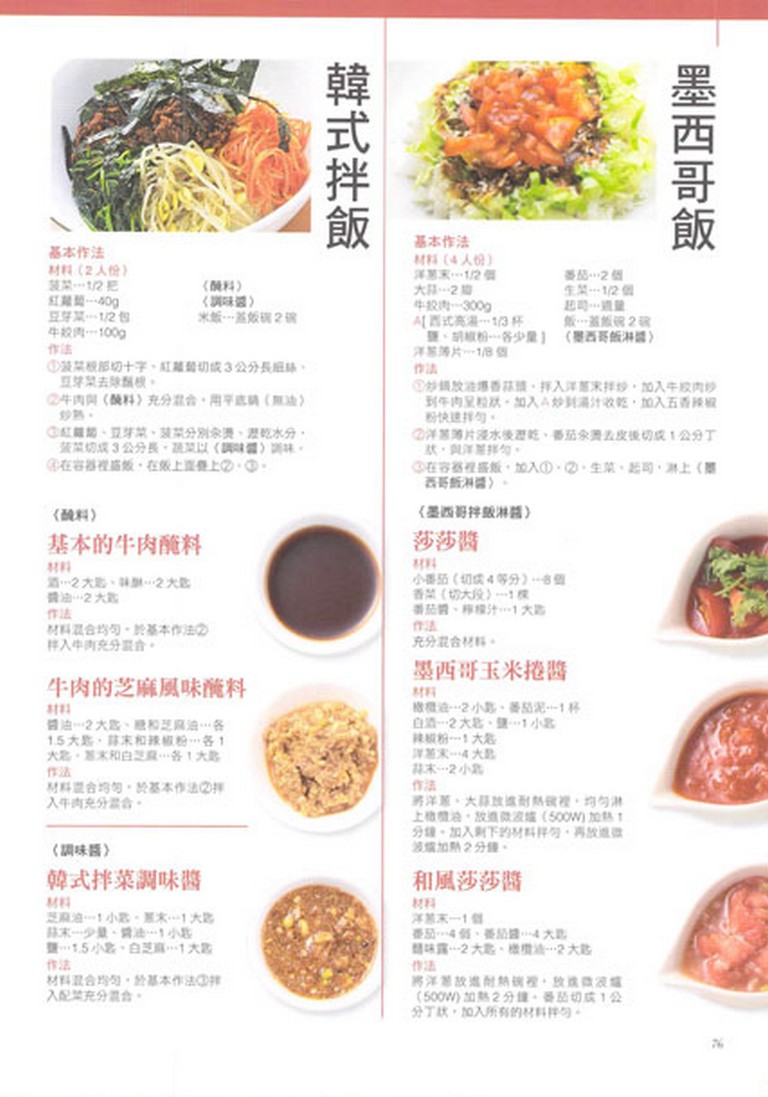 韓式拌飯
基本作法
材料（2人份）
菠菜…1/2 把
紅蘿蔔…40g
豆芽菜…1/2 包
牛絞肉…100g
〈醃料〉
〈調味醬〉
米飯…蓋飯碗 2 碗
作法
①菠菜根部切十字，紅蘿蔔切成 3 公分長細絲，
豆芽菜去除鬚根。
②牛肉與〈醃料〉充分混合，用平底鍋（無油）
炒熟。
③紅蘿蔔、豆芽菜、菠菜分別汆燙，瀝乾水分，
菠菜切成 3 公分長，蔬菜以〈調味醬〉調味。
④在容器裡盛飯，在飯上面疊上②、③。
〈醃料〉
基本的牛肉醃料
材料
酒…2 大匙、味醂…2 大匙
醬油…2 大匙
作法
材料混合均勻，於基本作法②
拌入牛肉充分混合。
牛肉的芝麻風味醃料
材料
醬油…2 大匙、糖和芝麻油…各
1.5 大匙、蒜末和辣椒粉…各 1
大匙、蔥末和白芝麻…各 1 大匙
作法
材料混合均勻，於基本作法②拌
入牛肉充分混合。
〈調味醬〉
韓式拌菜調味醬
材料
芝麻油…1 小匙、蔥末…1 大匙
蒜末…少量、醬油…1 小匙
鹽…1.5 小匙、白芝麻…1 大匙
作法
材料混合均勻，於基本作法③拌
入配菜充分混合。
墨西哥飯
基本作法
材料（4 人份）
洋蔥末…1/2 個
大蒜…2 瓣
牛絞肉…300g
A[ 西式高湯…1/3 杯
鹽、胡椒粉…各少量 ]
洋蔥薄片…1/8 個
番茄…2 個
生菜…1/2 個
起司…適量
飯…蓋飯碗 2 碗
〈墨西哥飯淋醬〉
作法
①炒鍋放油爆香蒜頭，拌入洋蔥末拌炒，加入牛絞肉炒
到牛肉呈粒狀。加入A炒到湯汁收乾，加入五香辣椒
粉快速拌勻。
②洋蔥薄片浸水後瀝乾、番茄汆燙去皮後切成 1 公分丁
狀，與洋蔥拌勻。
③在容器裡盛飯，加入①、②、生菜、起司，淋上〈墨
西哥飯淋醬〉。
〈墨西哥拌飯淋醬〉
莎莎醬
材料
小番茄（切成 4 等分）…8 個
香菜（切大段）…1 棵
番茄醬、檸檬汁…1 大匙
作法
充分混合材料。
墨西哥玉米捲醬
材料
橄欖油…2 小匙、番茄泥…1 杯
白酒…2 大匙、鹽…1 小匙
辣椒粉…1 大匙
洋蔥末…4 大匙
蒜末…2 小匙
作法
將洋蔥、大蒜放進耐熱碗裡，均勻淋
上橄欖油，放進微波爐（500W) 加熱 1
分鐘。加入剩下的材料拌勻，再放進微
波爐加熱 2 分鐘。
和風莎莎醬
材料
洋蔥末…1 個
番茄…4 個、番茄醬…4 大匙
麵味露…2 大匙、橄欖油…2 大匙
作法
將洋蔥放進耐熱碗裡，放進微波爐
（500W) 加熱 2 分鐘。番茄切成 1 公
分丁狀，加入所有的材料拌勻。
76